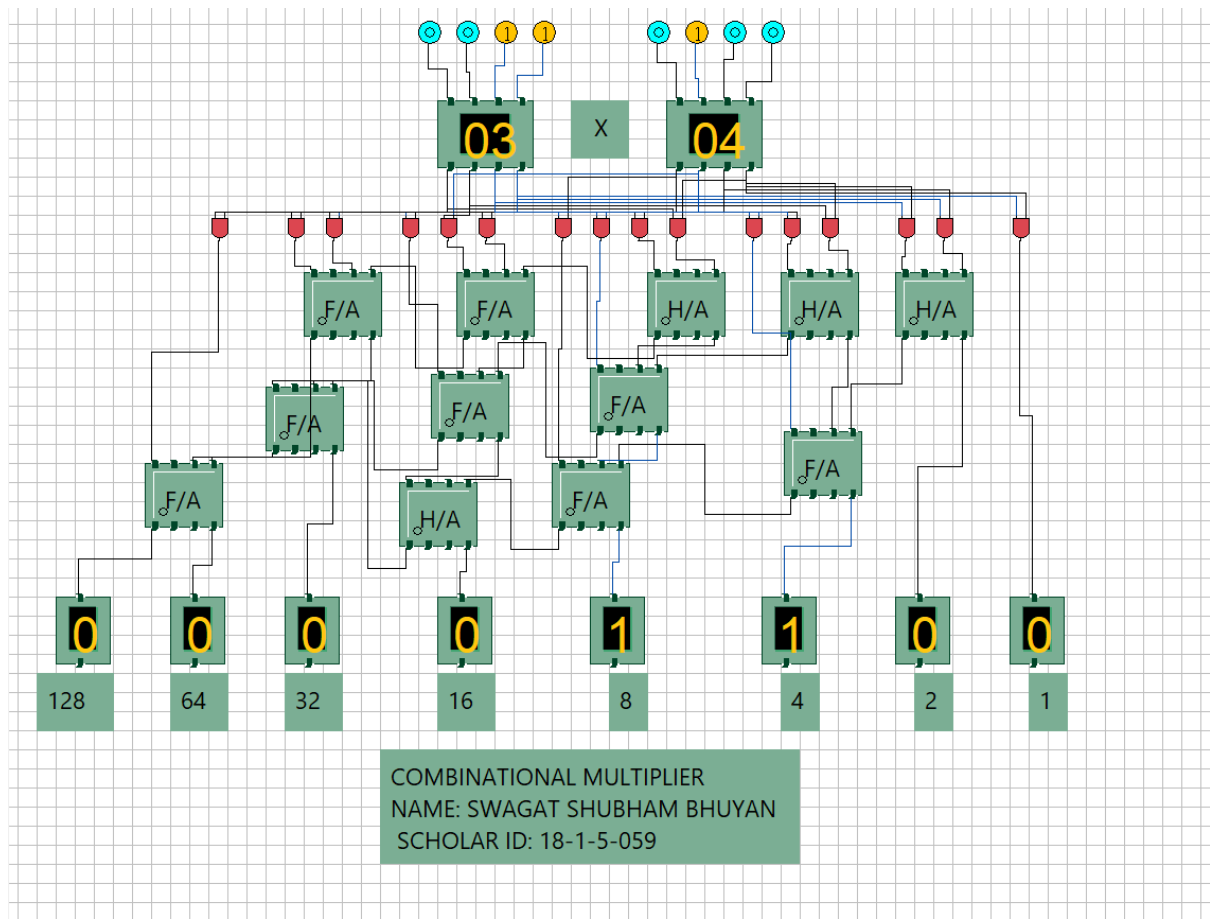 1 1 1
03 X 04
F/A F/A H/A H/A H/A
F/A F/A F/A
F/A
F/A H/A F/A
0 0 0 0 1 1 0 0
128 64 32 16 8 4 2 1
COMBINATIONAL MULTIPLIER
NAME: SWAGAT SHUBHAM BHUYAN
SCHOLAR ID: 18-1-5-059